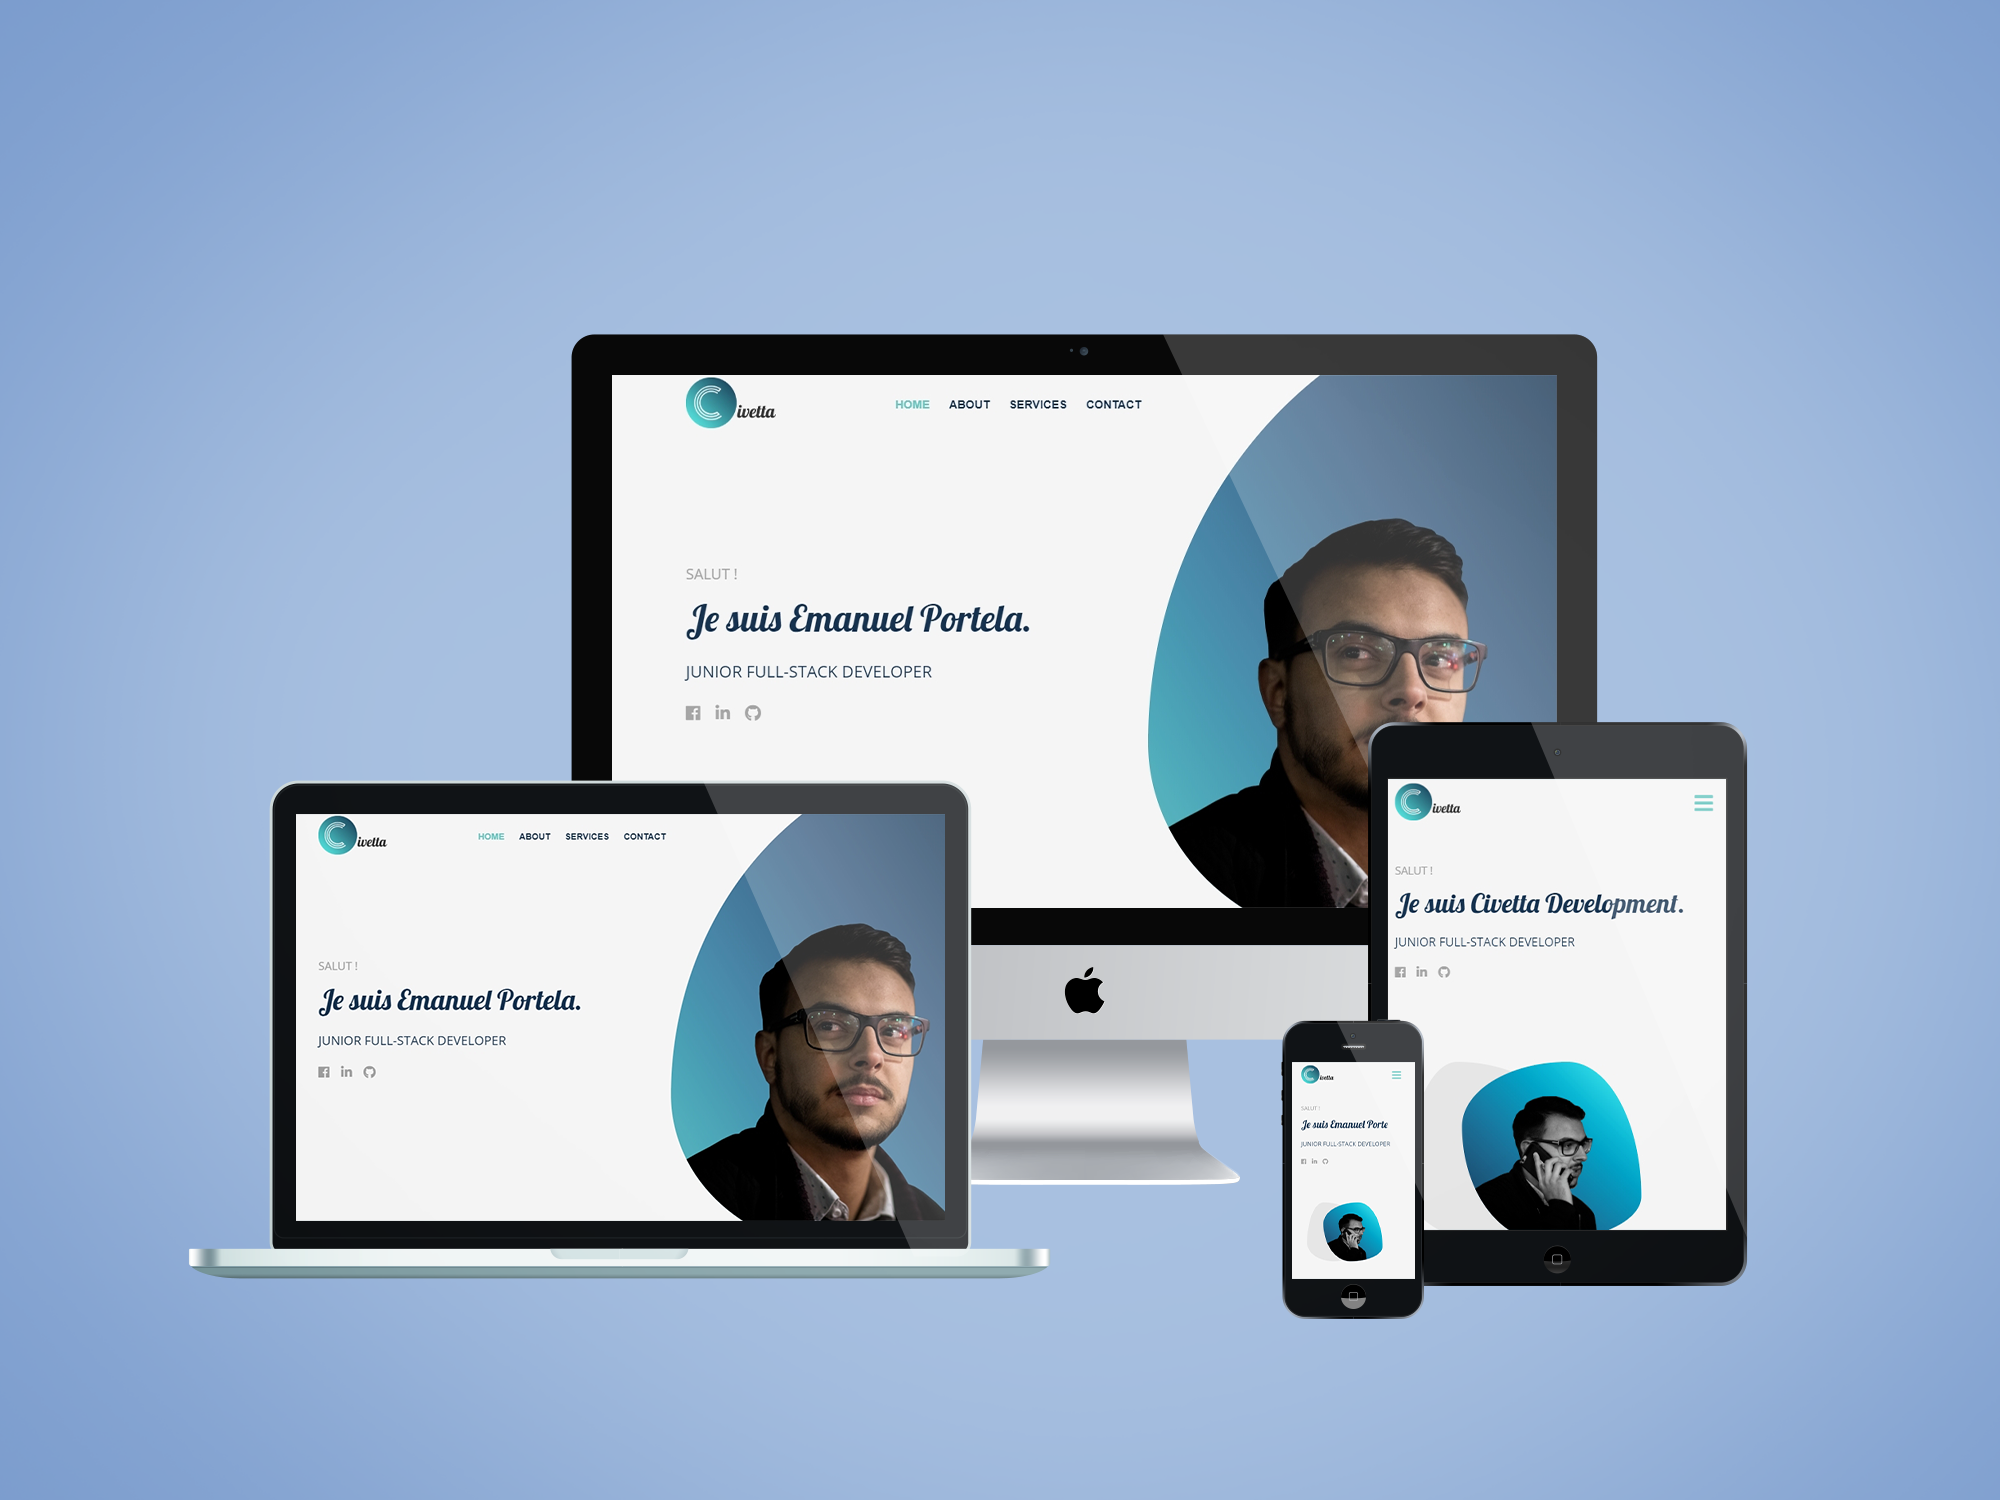 Civetta
HOME ABOUT SERVICES CONTACT
SALUT !
Je suis Emanuel Portela.
JUNIOR FULL-STACK DEVELOPER
Civetta
HOME ABOUT SERVICES CONTACT
SALUT !
Je suis Emanuel Portela.
JUNIOR FULL-STACK DEVELOPER
Civetta
SALUT !
Je suis Civetta Development.
JUNIOR FULL-STACK DEVELOPER
Civetta
SALUT !
Je suis Emanuel Porte
JUNIOR FULL-STACK DEVELOPER